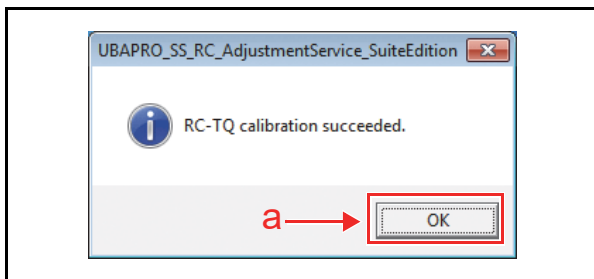 UBAPRO_SS_RC_AdjustmentService_SuiteEdition
RC-TQ calibration succeeded.
a
OK